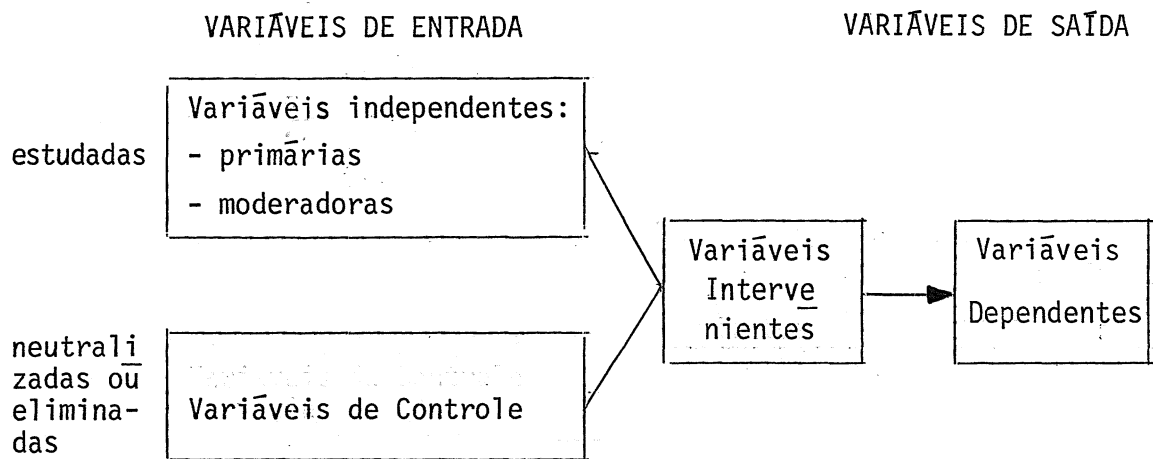 VARIÁVEIS DE ENTRADA
VARIÁVEIS DE SAÍDA
estudadas
Variáveis independentes:
- primárias
- moderadoras
neutrali
zadas ou
elimina-
das
Variáveis de Controle
Variáveis
Interve
nientes
Variáveis
Dependentes